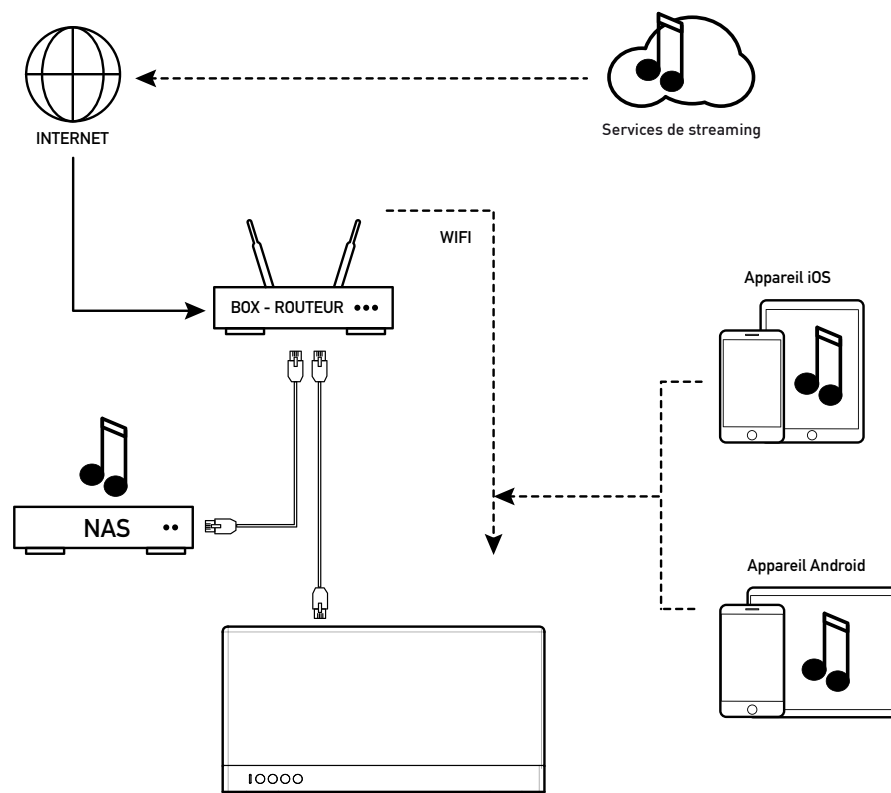 INTERNET
Services de streaming
WIFI
Appareil iOS
BOX - ROUTEUR
NAS
Appareil Android